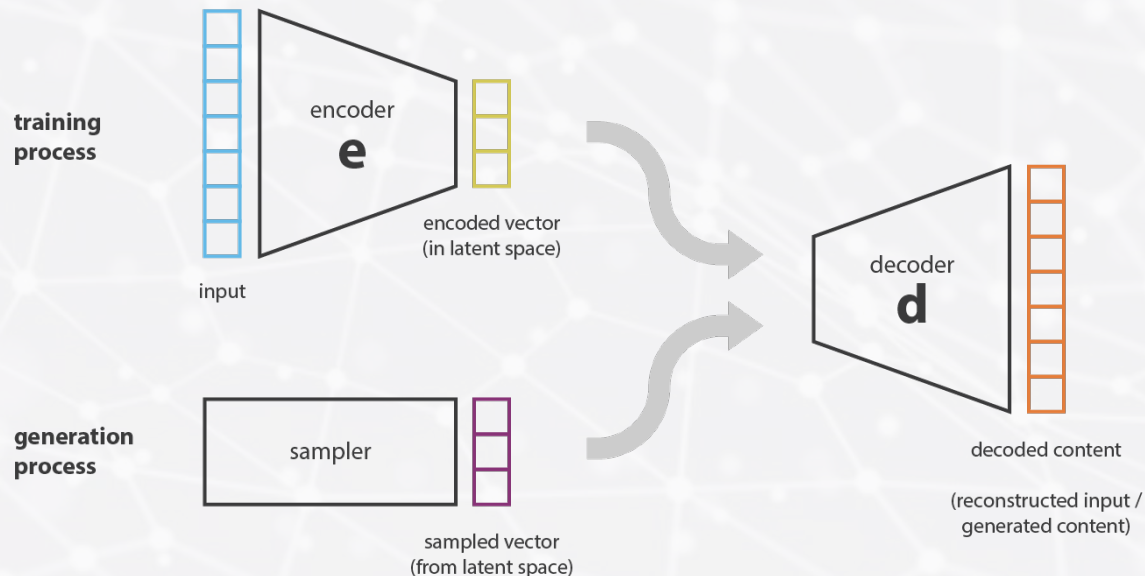 training
process
encoder
e
encoded vector
(in latent space)
input
decoder
d
generation
process
sampler
sampled vector
(from latent space)
decoded content
(reconstructed input /
generated content)